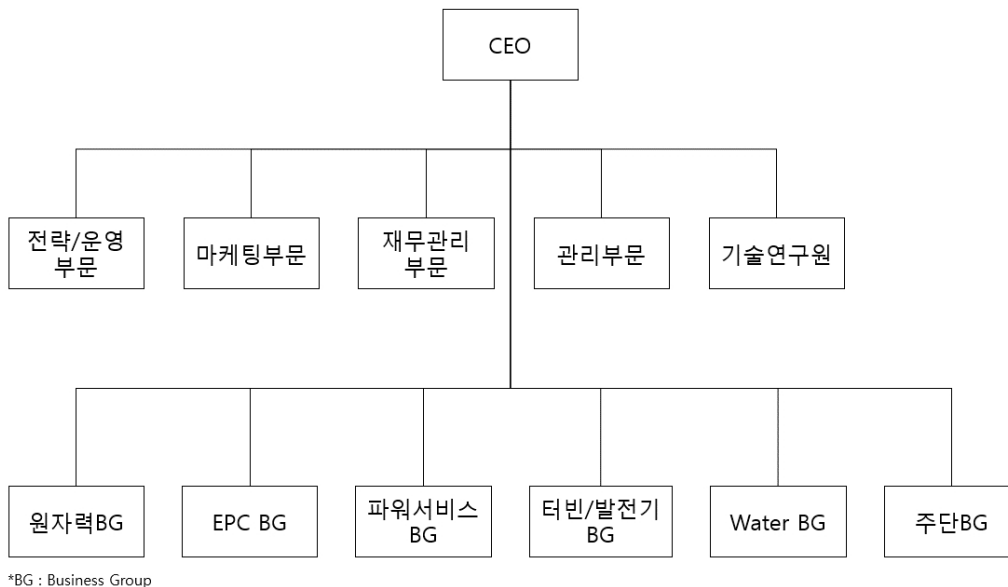 CEO
전략/운영
부문
마케팅부문
재무관리
부문
관리부문
기술연구원
원자력BG
EPC BG
파워서비스
BG
터빈/발전기
BG
Water BG
주단BG
*BG : Business Group